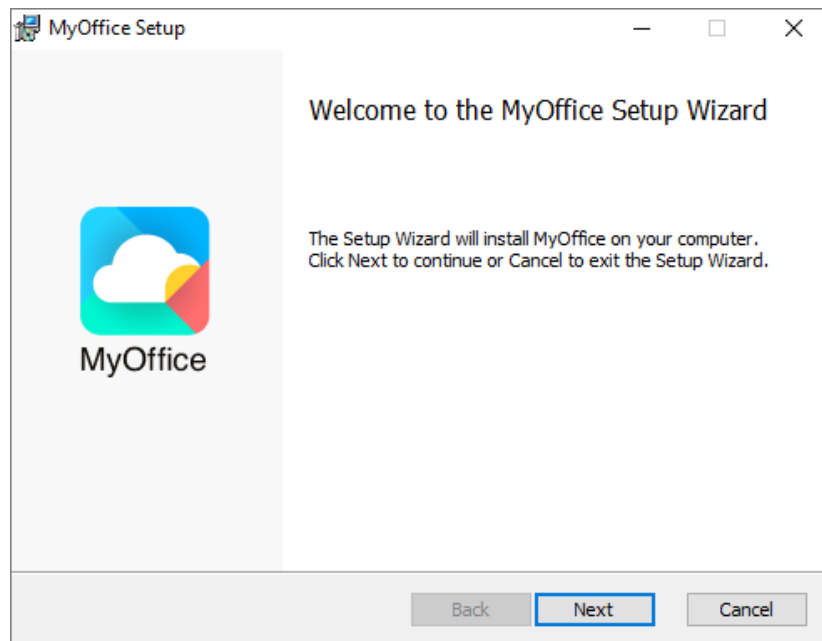 MyOffice Setup
Welcome to the MyOffice Setup Wizard
The Setup Wizard will install MyOffice on your computer.
Click Next to continue or Cancel to exit the Setup Wizard.
MyOffice
Back Next Cancel